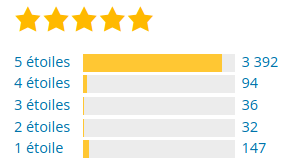 5 étoiles 3 392
4 étoiles 94
3 étoiles 36
2 étoiles 32
1 étoile 147